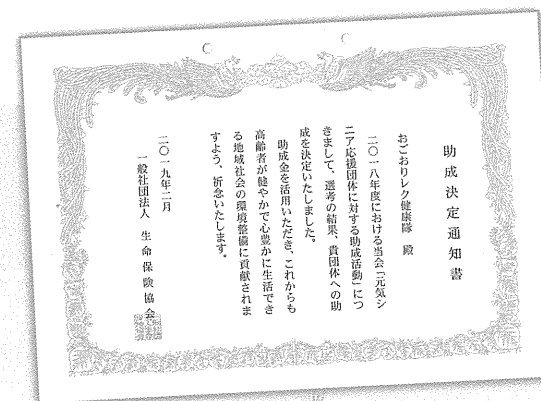 助成決定通知書
おごおりレク健康隊 殿
二〇一八年度における当会「元気シ
ニア応援団体に対する助成活動」につ
きまして、選考の結果、貴団体への助
成を決定いたしました。
助成金を活用いただき、これからも
高齢者が健やかで心豊かに生活でき
る地域社会の環境整備に貢献されま
すよう、祈念いたします。
二〇一九年二月
一般社団法人 生命保険協会